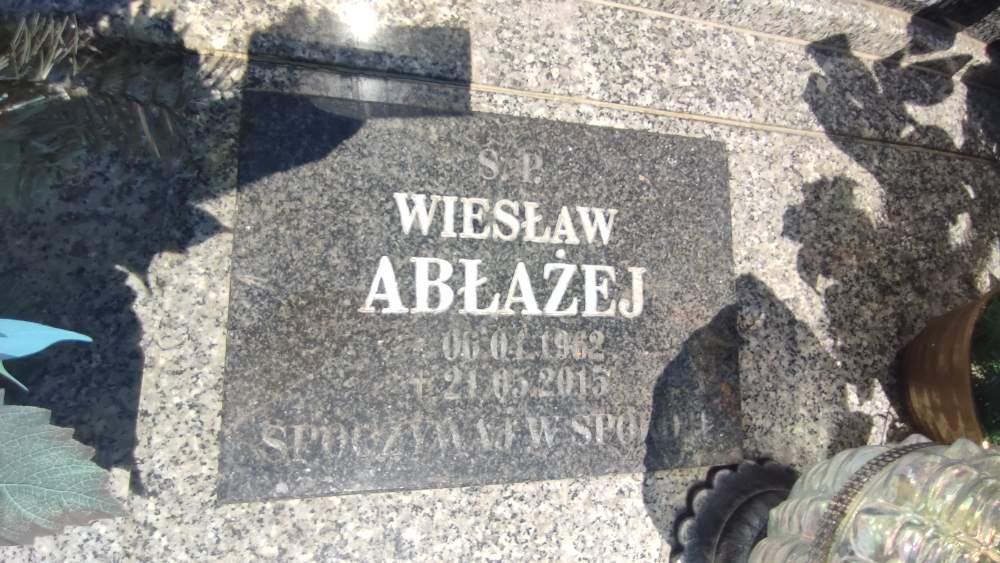 Ś. P.
WIESŁAW
ABŁAŻEJ
06.01.1962
+ 21.05.2015
SPOCZYWAJ W SPOKOJU